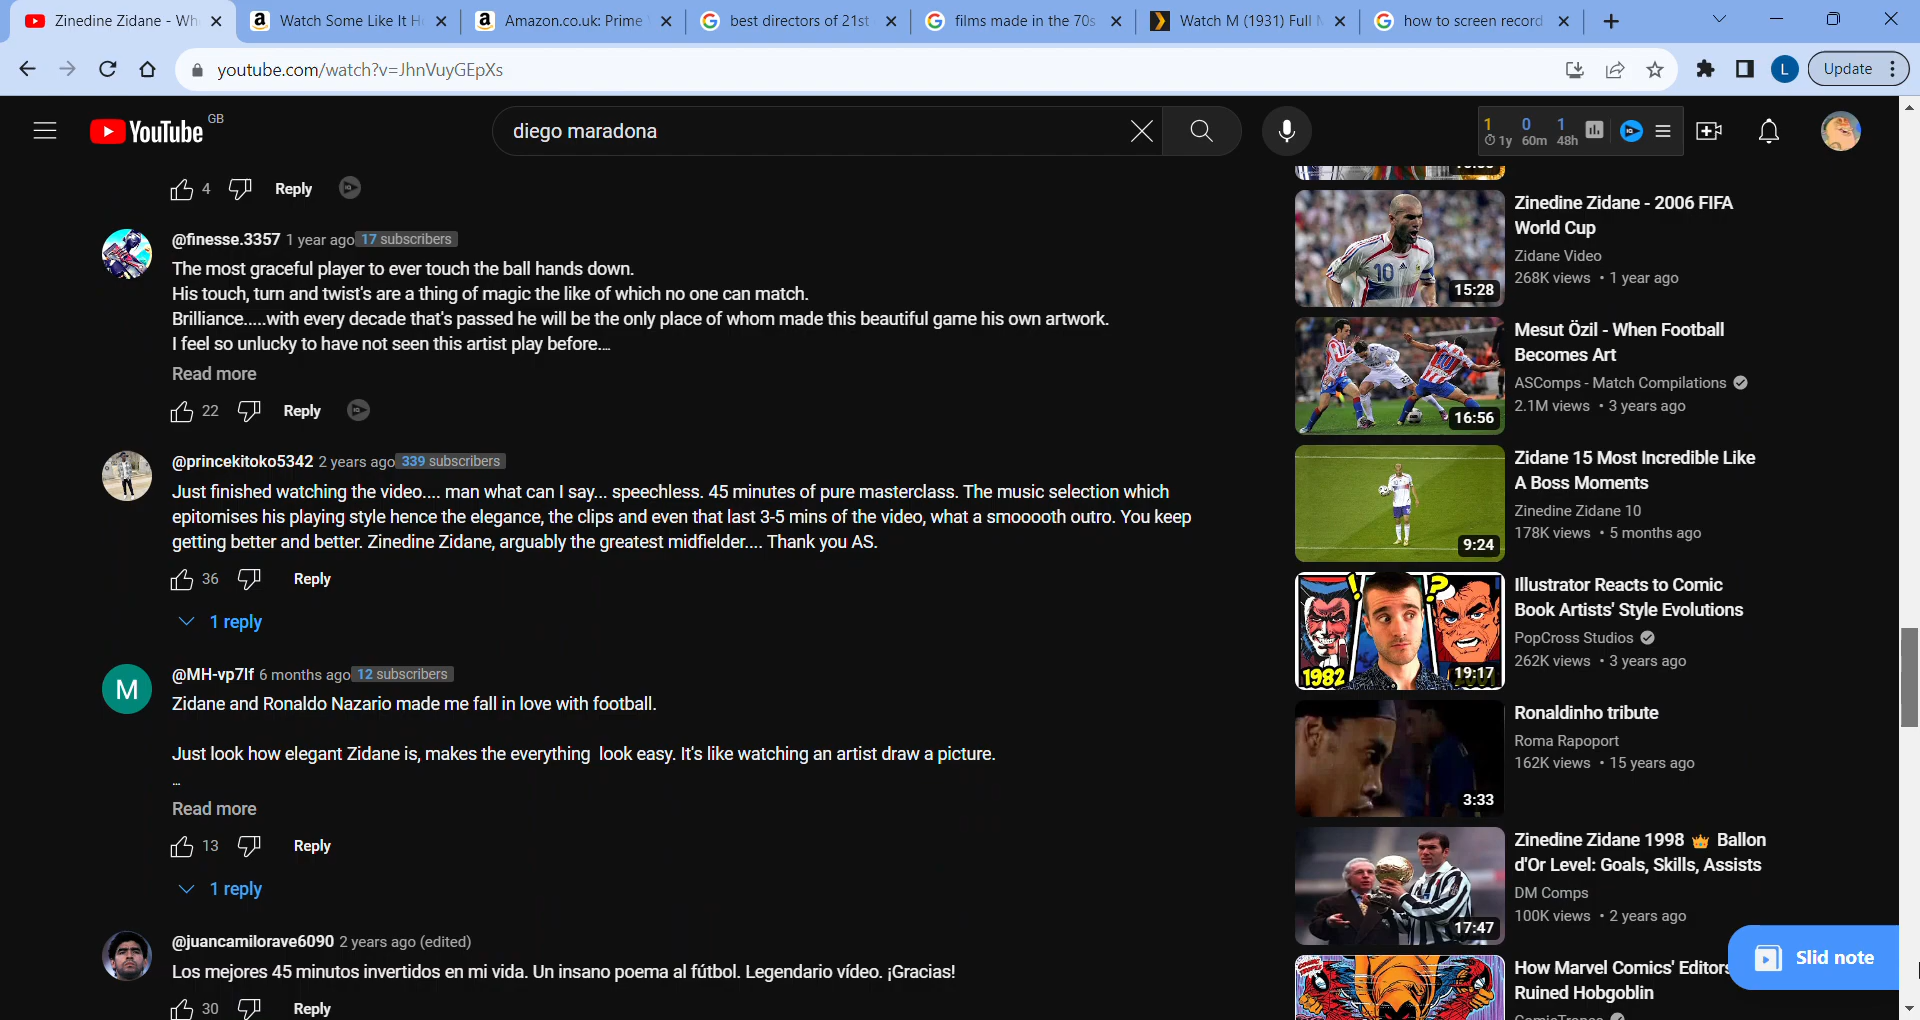 Zinedine Zidane - Wh
Watch Some Like It H
Amazon.co.uk: Prime
best directors of 21st
films made in the 70s
Watch M (1931) Full
how to screen record
youtube.com/watch?v=JhnVuyGEpXs
L
Update
YouTube GB
diego maradona
1 0 1
1y 60m 48h
4 Reply
@finesse.3357 1 year ago 17 subscribers
The most graceful player to ever touch the ball hands down.
His touch, turn and twist's are a thing of magic the like of which no one can match.
Brilliance.....with every decade that's passed he will be the only place of whom made this beautiful game his own artwork.
I feel so unlucky to have not seen this artist play before...
Read more
22 Reply
@princekitoko5342 2 years ago 339 subscribers
Just finished watching the video.... man what can I say... speechless. 45 minutes of pure masterclass. The music selection which
epitomises his playing style hence the elegance, the clips and even that last 3-5 mins of the video, what a smooooth outro. You keep
getting better and better. Zinedine Zidane, arguably the greatest midfielder.... Thank you AS.
36 Reply
1 reply
M
@MH-vp7lf 6 months ago 12 subscribers
Zidane and Ronaldo Nazario made me fall in love with football.
Just look how elegant Zidane is, makes the everything look easy. It's like watching an artist draw a picture.
...
Read more
13 Reply
1 reply
@juancamilorave6090 2 years ago (edited)
Los mejores 45 minutos invertidos en mi vida. Un insano poema al fútbol. Legendario vídeo. ¡Gracias!
30 Reply
Zinedine Zidane - 2006 FIFA
World Cup
Zidane Video
268K views • 1 year ago
10
15:28
Mesut Özil - When Football
Becomes Art
ASComps - Match Compilations
2.1M views • 3 years ago
16:56
Zidane 15 Most Incredible Like
A Boss Moments
Zinedine Zidane 10
178K views • 5 months ago
9:24
Illustrator Reacts to Comic
Book Artists' Style Evolutions
PopCross Studios
262K views • 3 years ago
! ?
1982
19:17
Ronaldinho tribute
Roma Rapoport
162K views • 15 years ago
3:33
Zinedine Zidane 1998 👑 Ballon
d'Or Level: Goals, Skills, Assists
DM Comps
100K views • 2 years ago
17:47
How Marvel Comics' Editors
Ruined Hobgoblin
Slid note